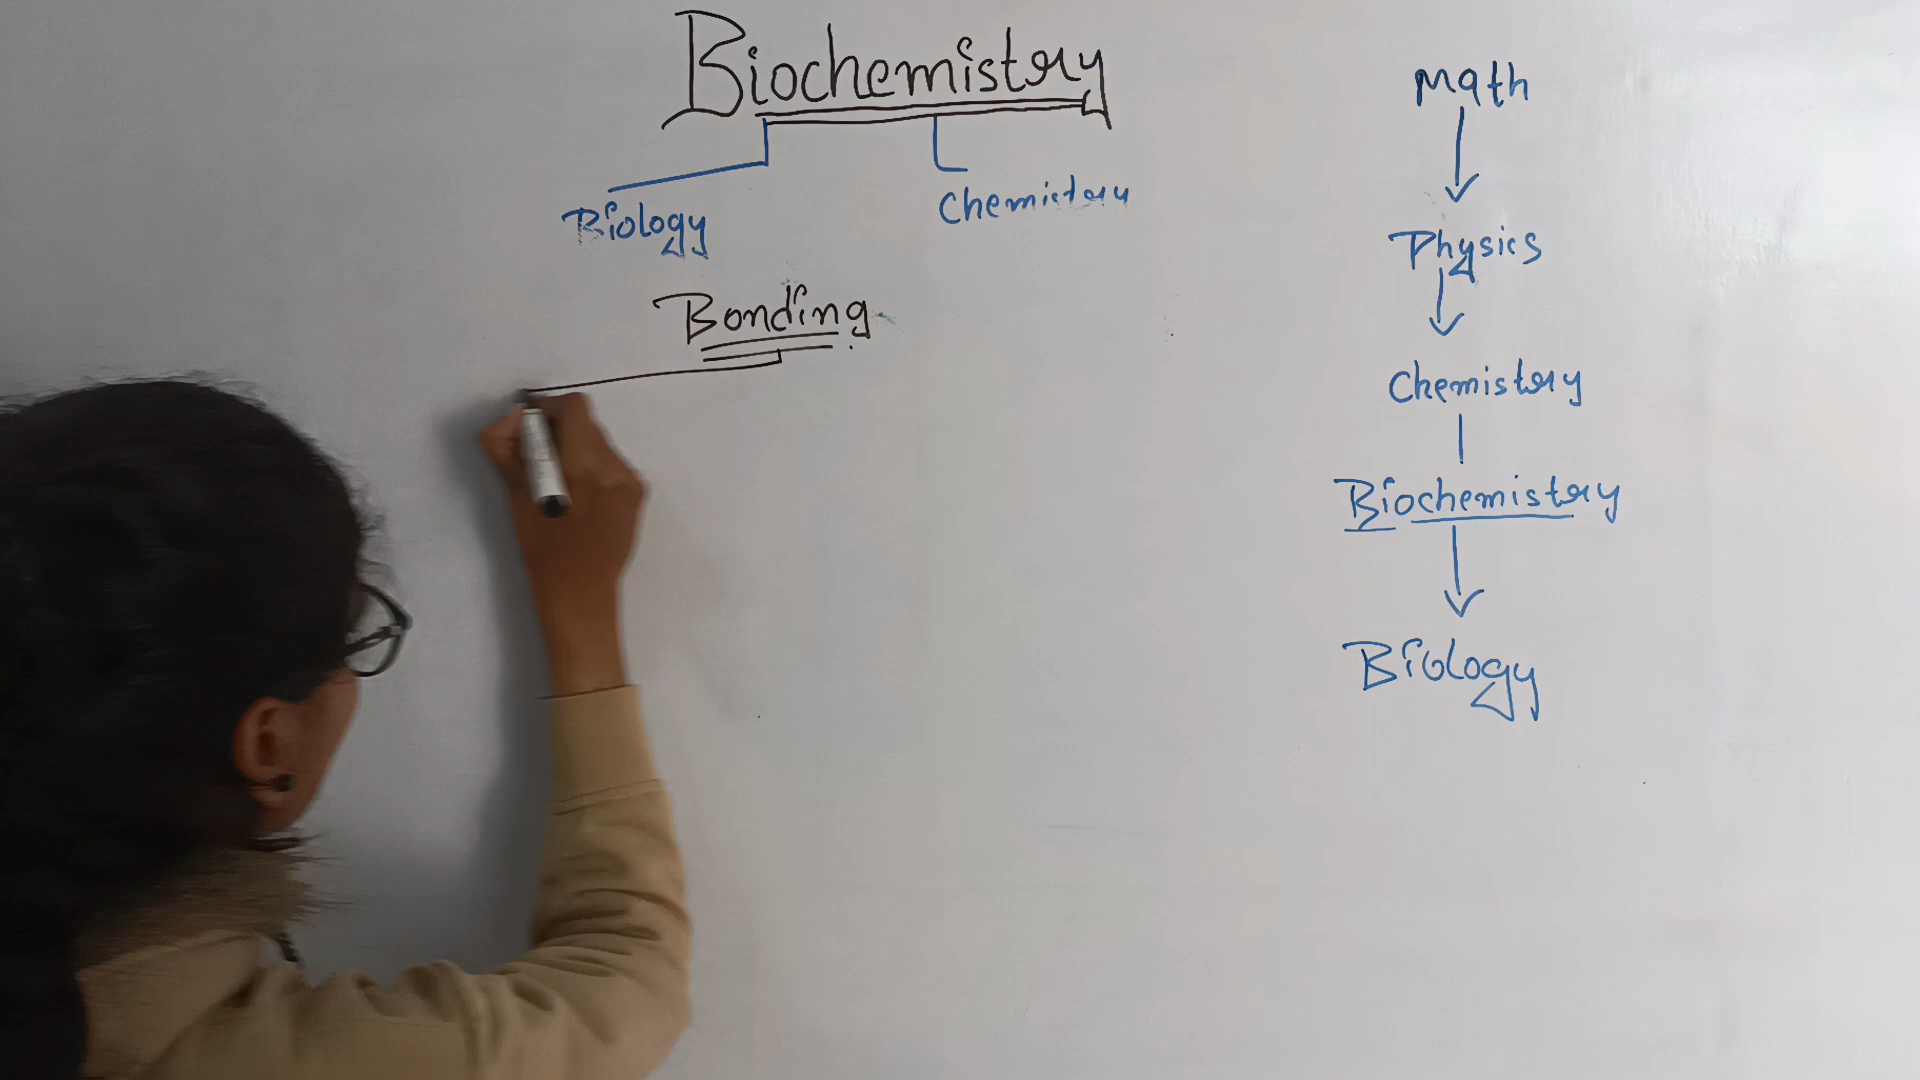 Biochemistry
Biology
Chemistry
Bonding
Math
Physics
Chemistry
Biochemistry
Biology